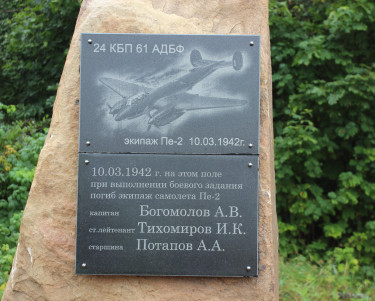 24 КБП 61 АДБФ
экипаж Пе-2 10.03.1942г.
10.03.1942 г. на этом поле
при выполнении боевого задания
погиб экипаж самолета Пе-2
капитан Богомолов А.В.
ст.лейтенант Тихомиров И.К.
старшина Потапов А.А.